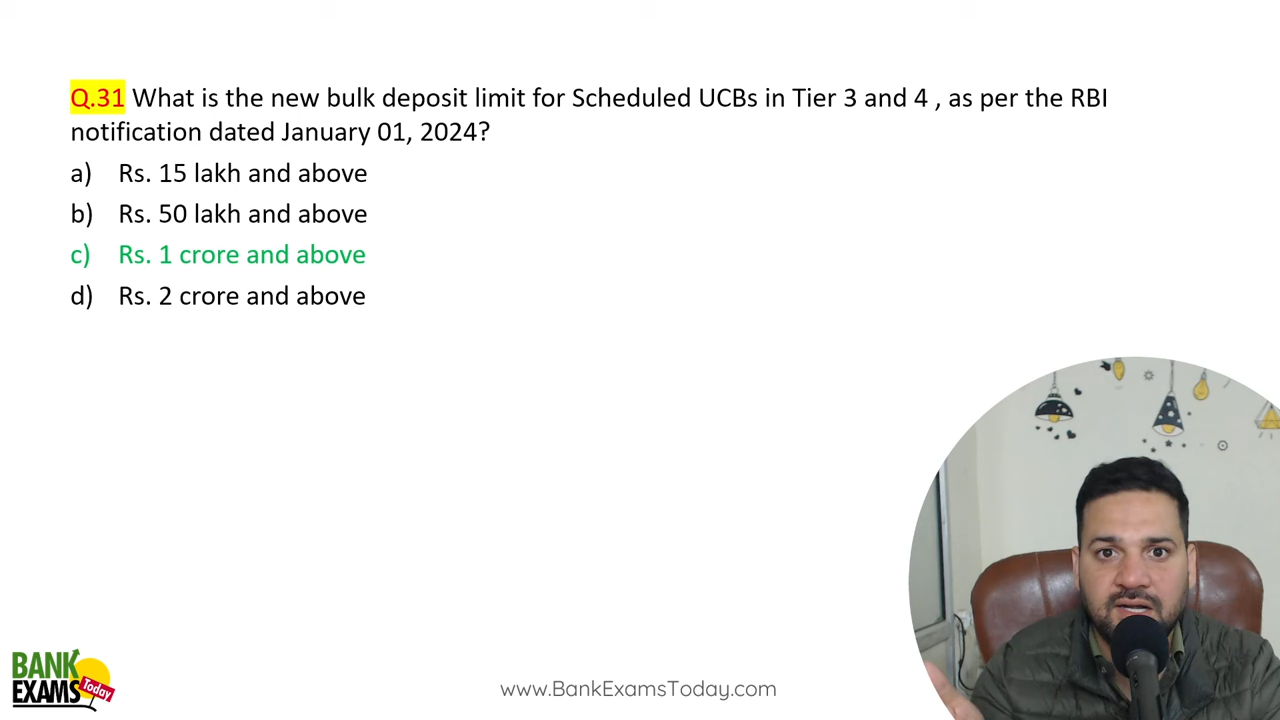 Q.31 What is the new bulk deposit limit for Scheduled UCBs in Tier 3 and 4 , as per the RBI
notification dated January 01, 2024?
a) Rs. 15 lakh and above
b) Rs. 50 lakh and above
c) Rs. 1 crore and above
d) Rs. 2 crore and above
BANK
EXAMS
Today
www.BankExamsToday.com